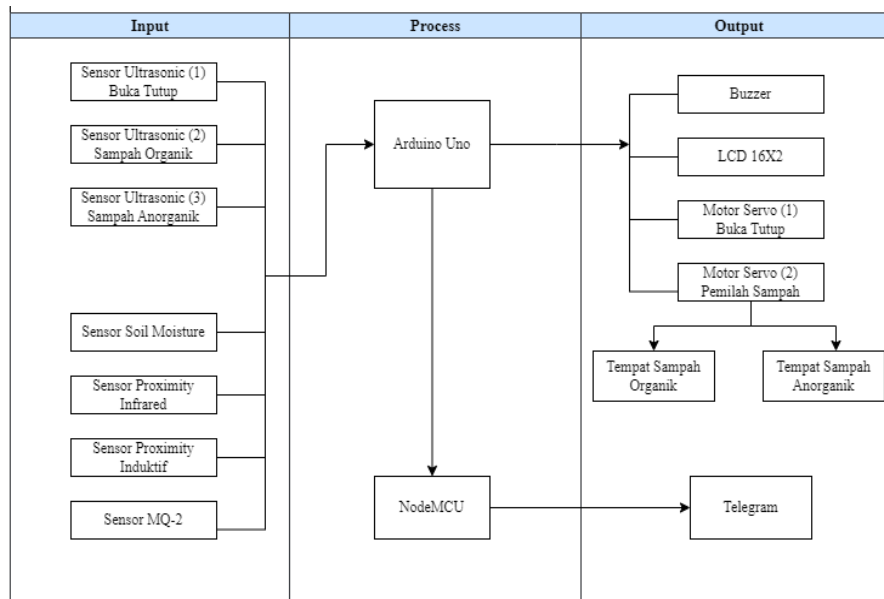 Input
Process
Output
Sensor Ultrasonic (1)
Buka Tutup
Sensor Ultrasonic (2)
Sampah Organik
Sensor Ultrasonic (3)
Sampah Anorganik
Sensor Soil Moisture
Sensor Proximity
Infrared
Sensor Proximity
Induktif
Sensor MQ-2
Arduino Uno
NodeMCU
Buzzer
LCD 16X2
Motor Servo (1)
Buka Tutup
Motor Servo (2)
Pemilah Sampah
Tempat Sampah
Organik
Tempat Sampah
Anorganik
Telegram